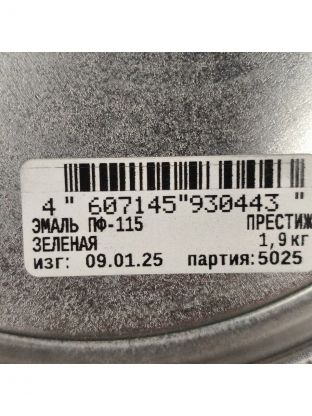 4 " 607145"930443 "
ЭМАЛЬ ПФ-115 ПРЕСТИЖ
ЗЕЛЕНАЯ 1,9 кг
изг: 09.01.25 партия:5025